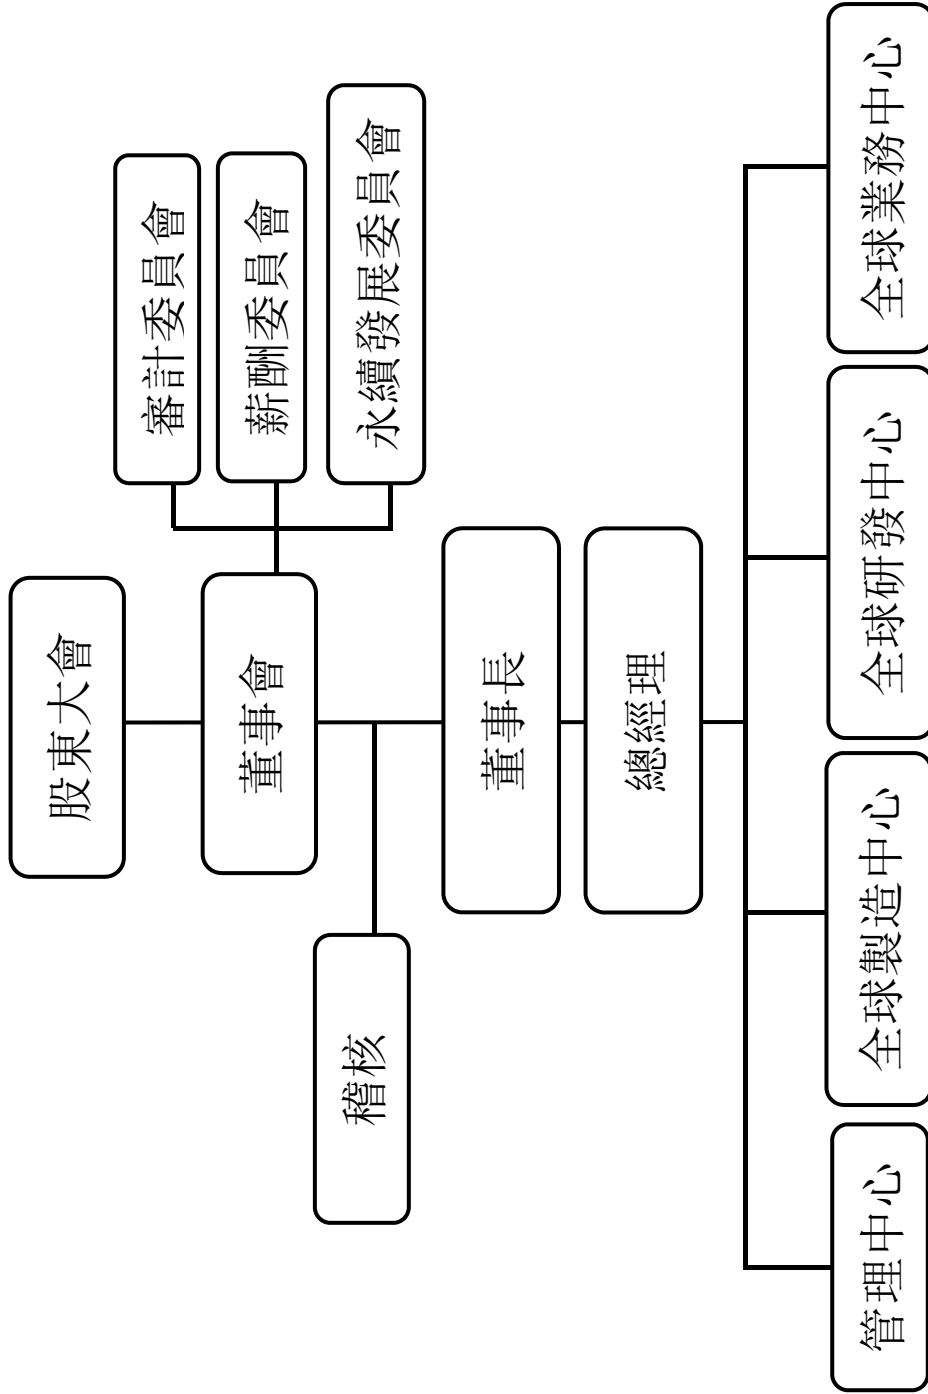 股東大會
董事會
審計委員會
薪酬委員會
永續發展委員會
稽核
董事長
總經理
管理中心
全球製造中心
全球研發中心
全球業務中心